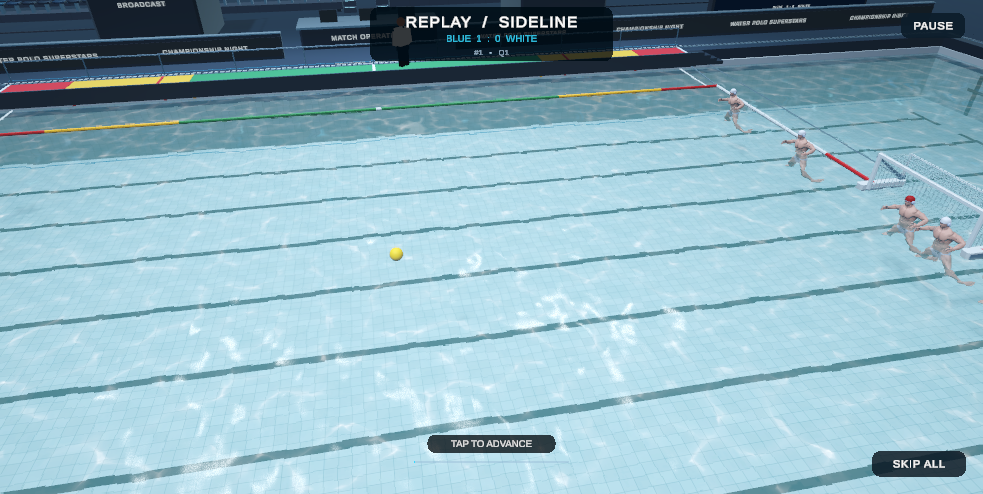 BROADCAST
REPLAY / SIDELINE
BLUE 1 : 0 WHITE
#1 - Q1
PAUSE
WATER POLO SUPERSTARS
CHAMPIONSHIP NIGHT
MATCH
CHAMPIONSHIP NIGHT
WATER POLO SUPERSTARS
CHAMPIONSHIP NIGHT
TAP TO ADVANCE
SKIP ALL